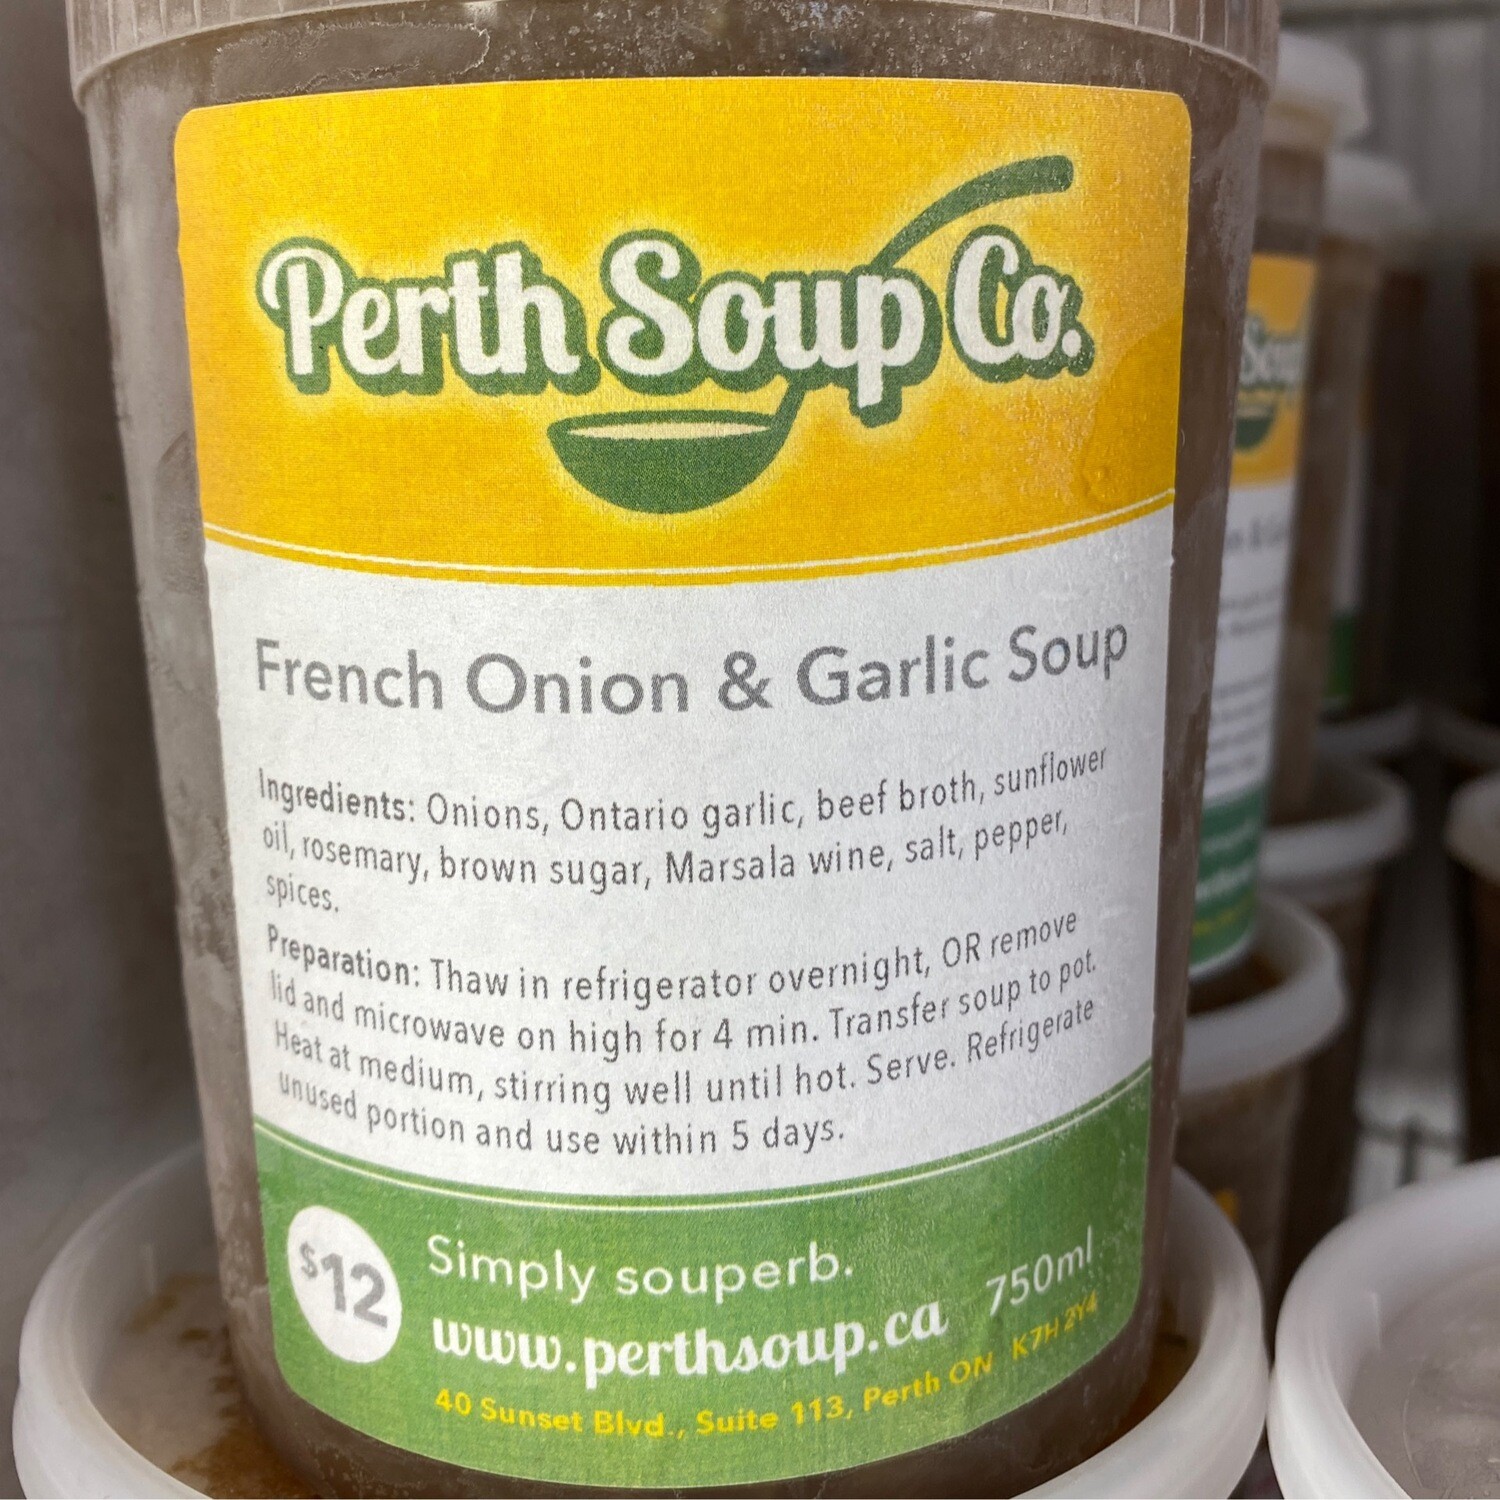 Perth Soup Co.
French Onion & Garlic Soup
Ingredients: Onions, Ontario garlic, beef broth, sunflower
oil, rosemary, brown sugar, Marsala wine, salt, pepper,
spices.
Preparation: Thaw in refrigerator overnight, OR remove
lid and microwave on high for 4 min. Transfer soup to pot.
Heat at medium, stirring well until hot. Serve. Refrigerate
unused portion and use within 5 days.
$12
Simply souperb.
www.perthsoup.ca 750ml
40 Sunset Blvd., Suite 113, Perth ON K7H 2Y4
Soup